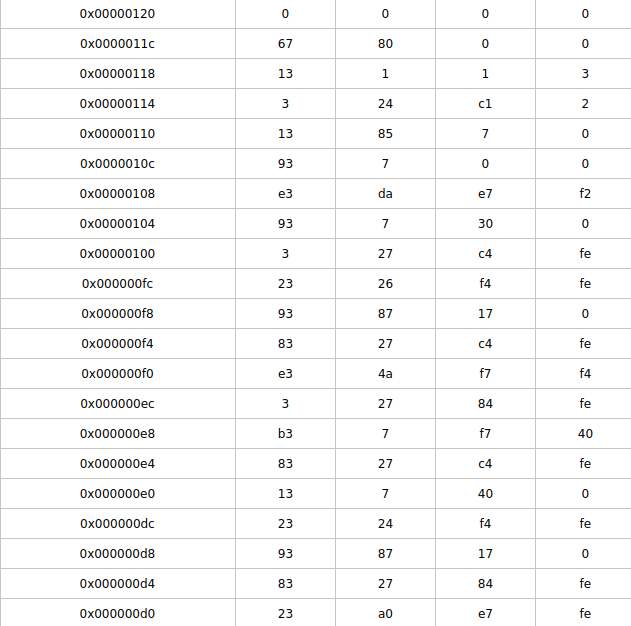 0x00000120 0 0 0 0
0x0000011c 67 80 0 0
0x00000118 13 1 1 3
0x00000114 3 24 c1 2
0x00000110 13 85 7 0
0x0000010c 93 7 0 0
0x00000108 e3 da e7 f2
0x00000104 93 7 30 0
0x00000100 3 27 c4 fe
0x000000fc 23 26 f4 fe
0x000000f8 93 87 17 0
0x000000f4 83 27 c4 fe
0x000000f0 e3 4a f7 f4
0x000000ec 3 27 84 fe
0x000000e8 b3 7 f7 40
0x000000e4 83 27 c4 fe
0x000000e0 13 7 40 0
0x000000dc 23 24 f4 fe
0x000000d8 93 87 17 0
0x000000d4 83 27 84 fe
0x000000d0 23 a0 e7 fe